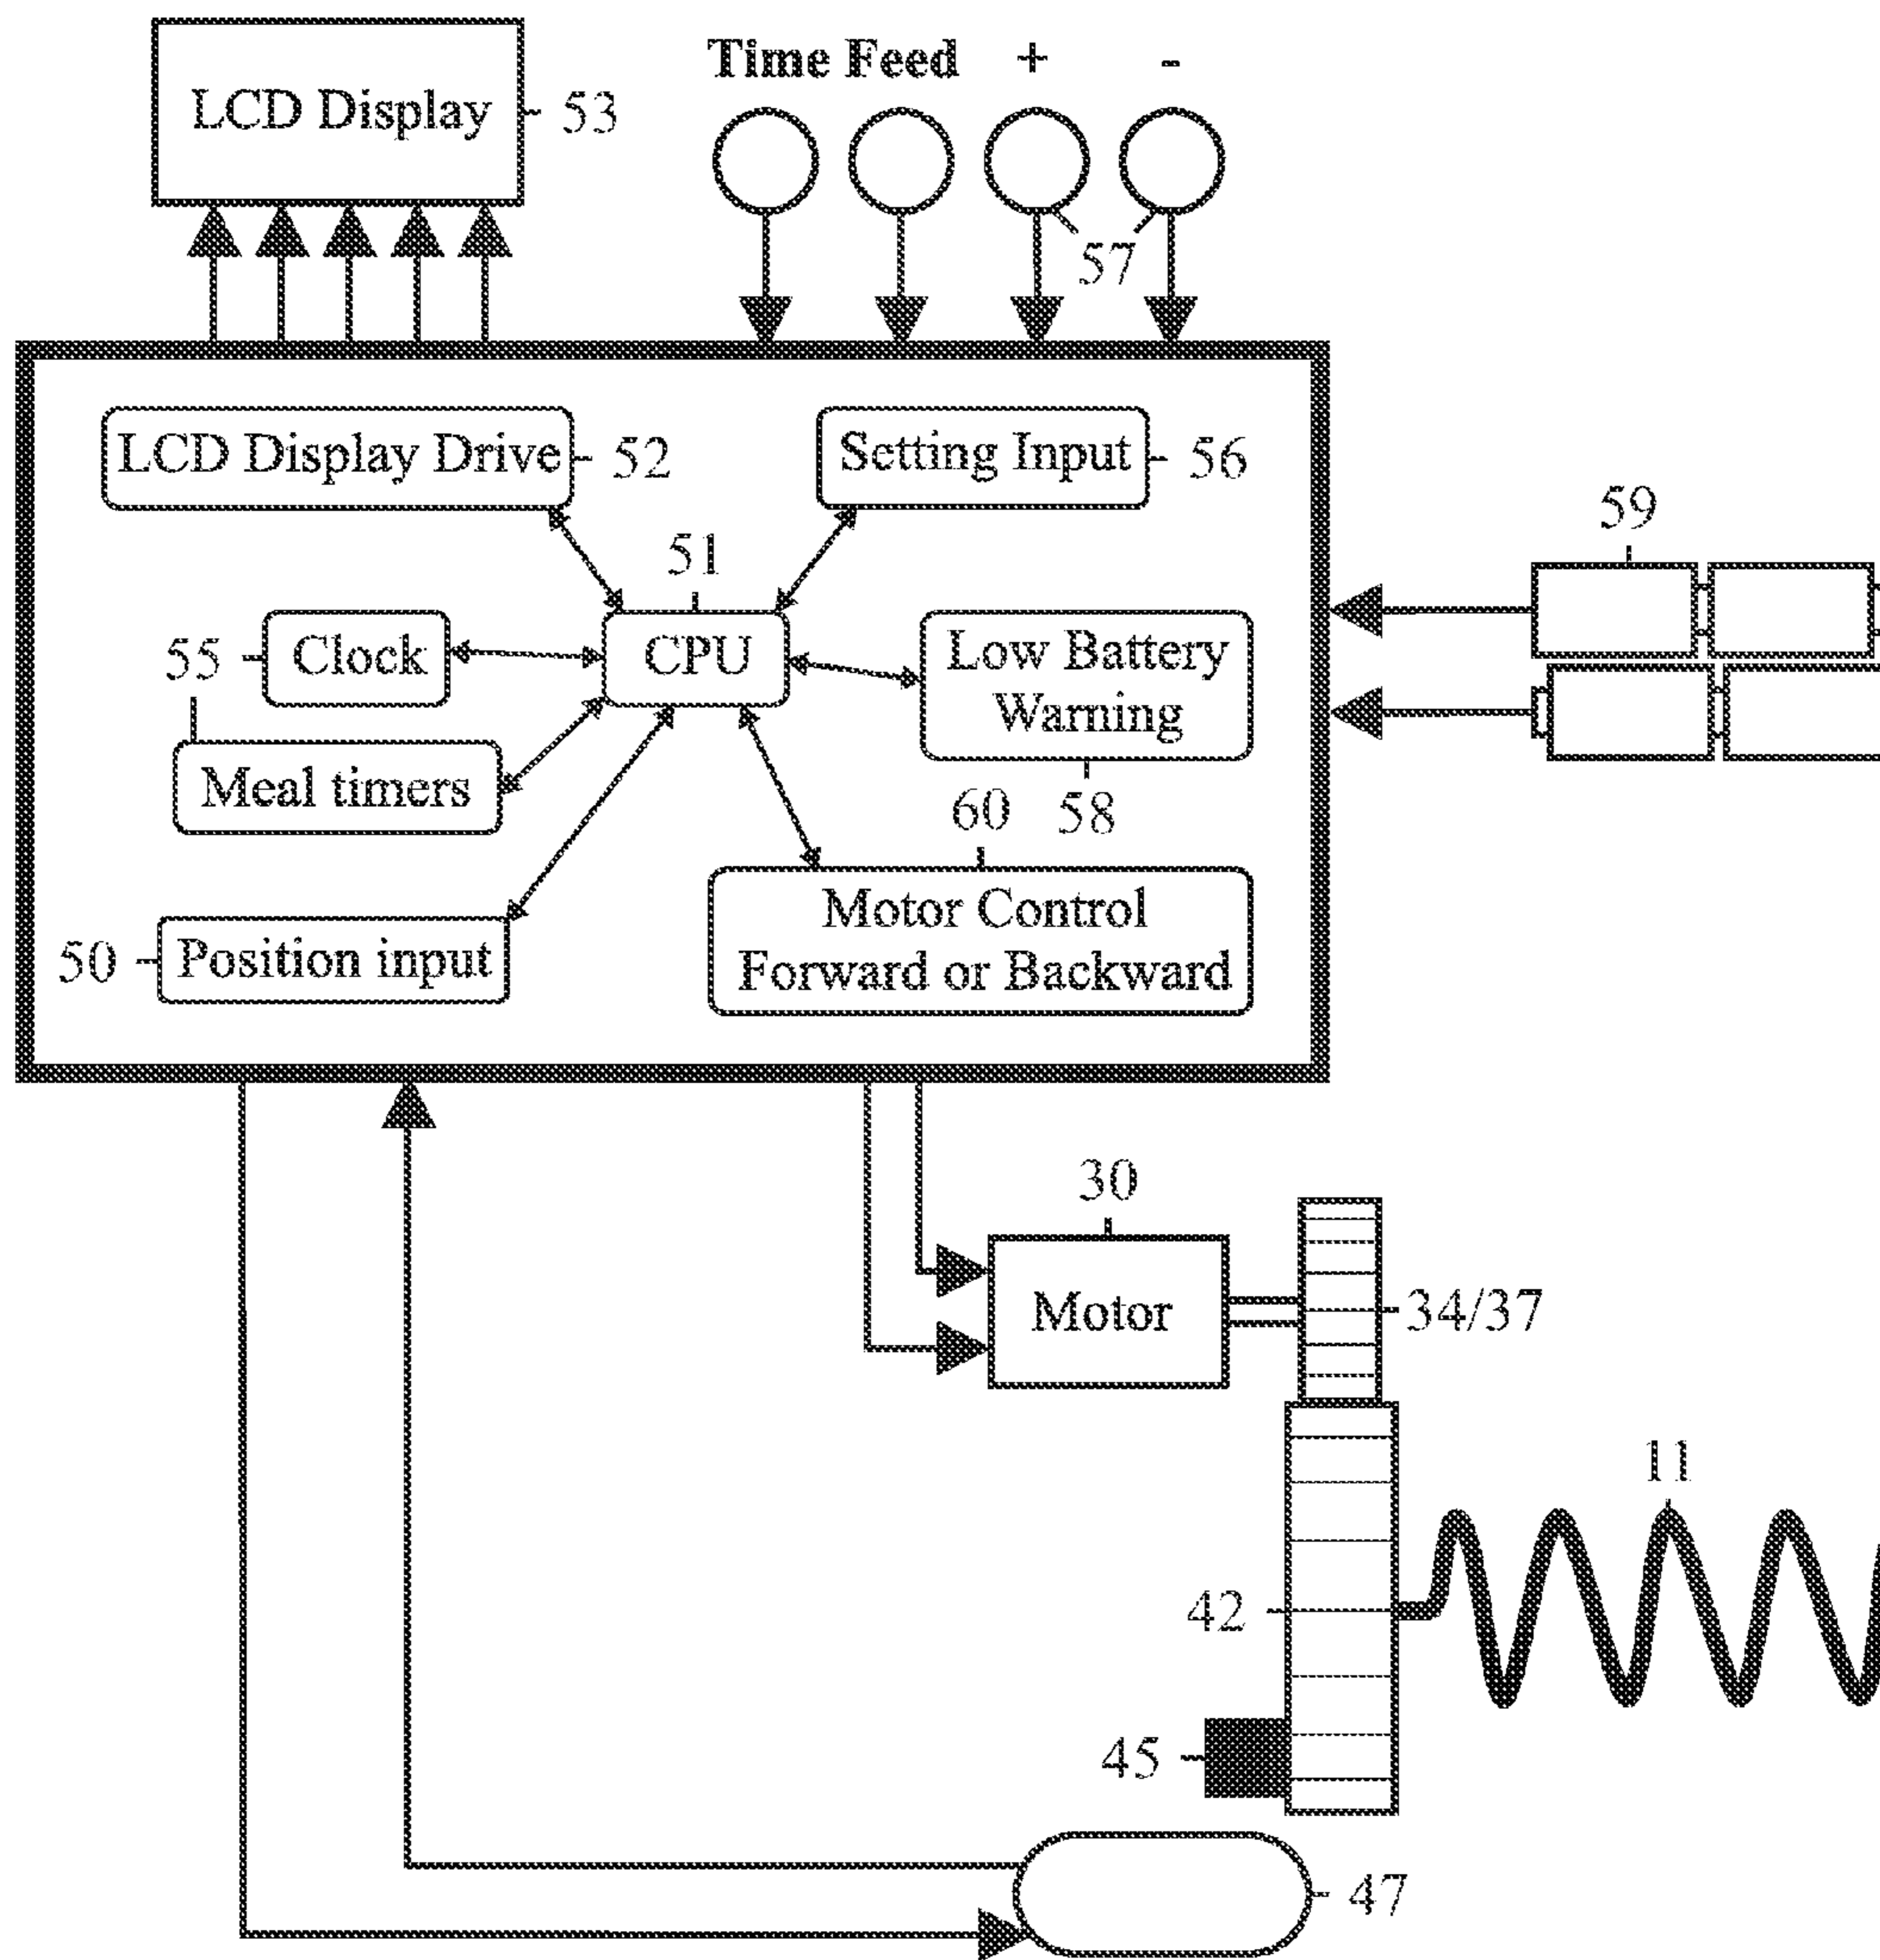 Time Feed + -
LCD Display
53
57
LCD Display Drive
52
Setting Input
56
59
51
55
Clock
CPU
Low Battery
Warning
Meal timers
60
58
50
Position input
Motor Control
Forward or Backward
30
Motor
34/37
11
42
45
47